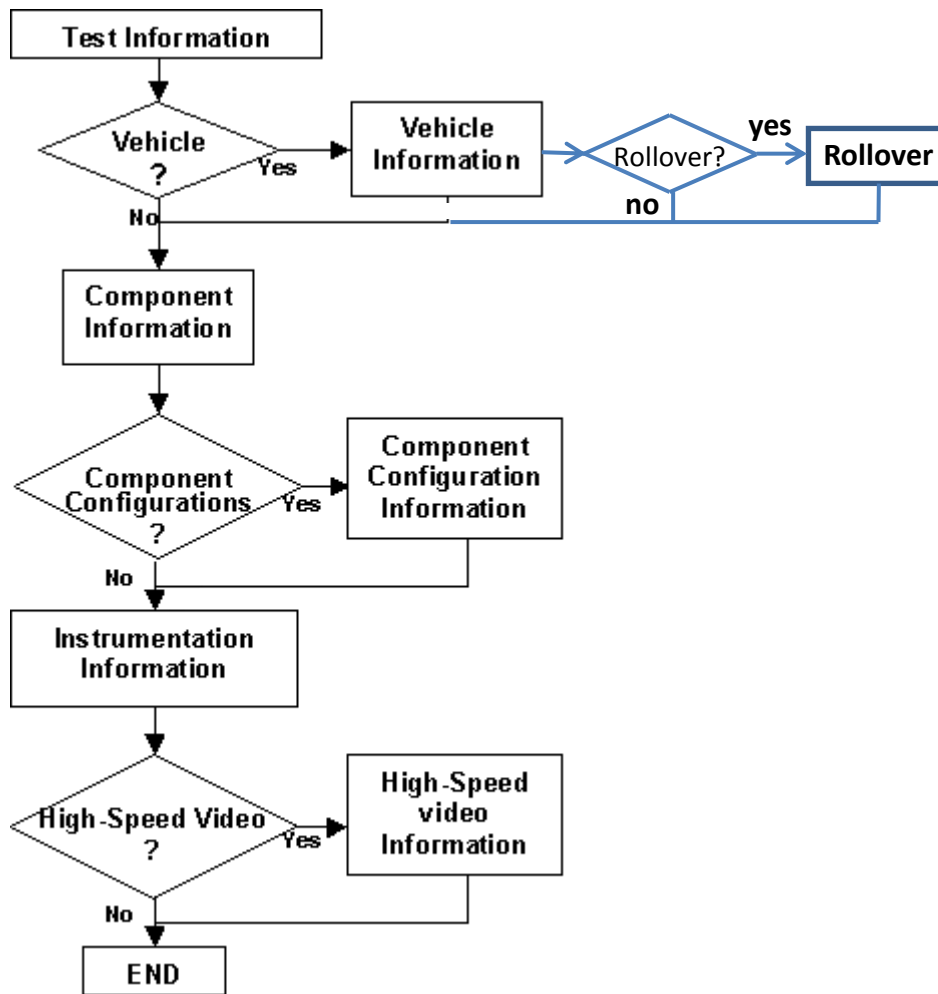 Test Information
Vehicle
?
Yes
No
Vehicle
Information
Rollover?
yes
no
Rollover
Component
Information
Component
Configurations
?
Yes
No
Component
Configuration
Information
Instrumentation
Information
High-Speed Video
?
Yes
No
High-Speed
video
Information
END